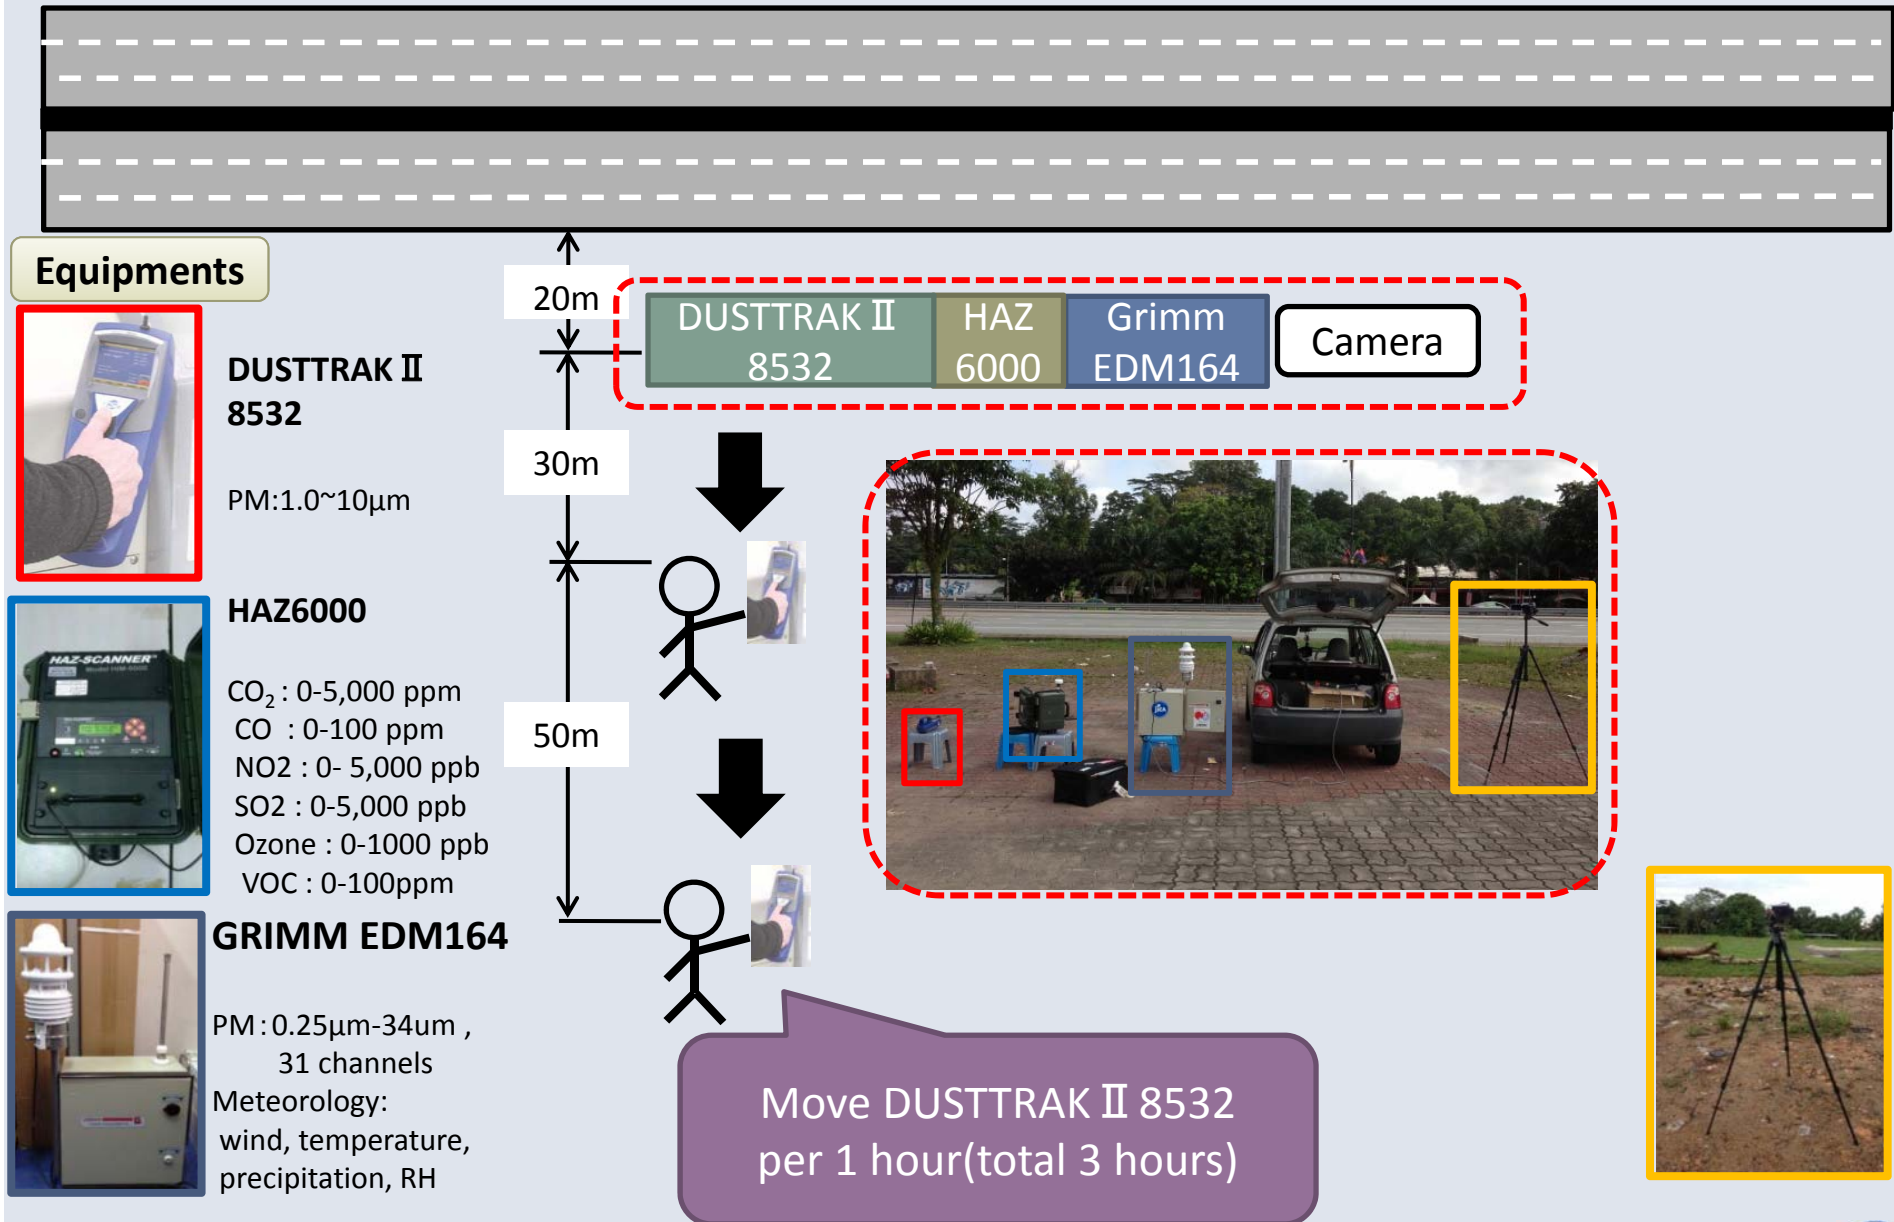 Equipments
DUSTTRAK Ⅱ
8532
PM:1.0~10μm
HAZ6000
CO₂ : 0-5,000 ppm
CO : 0-100 ppm
NO2 : 0- 5,000 ppb
SO2 : 0-5,000 ppb
Ozone : 0-1000 ppb
VOC : 0-100ppm
GRIMM EDM164
PM : 0.25μm-34um ,
31 channels
Meteorology:
wind, temperature,
precipitation, RH
HAZ-SCANNER™
20m
30m
50m
DUSTTRAK Ⅱ
8532
HAZ
6000
Grimm
EDM164
Camera
Move DUSTTRAK Ⅱ 8532
per 1 hour(total 3 hours)